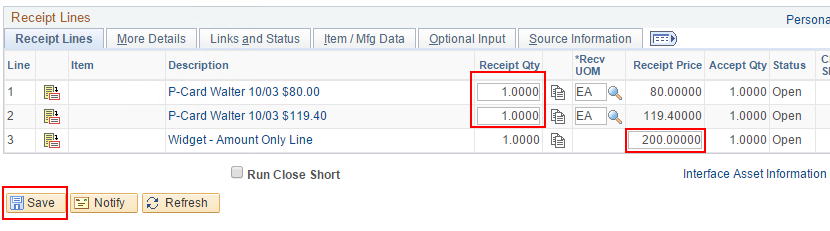 Receipt Lines
Persona
Receipt Lines More Details Links and Status Item / Mfg Data Optional Input Source Information
Line Item Description Receipt Qty *Recv UOM Receipt Price Accept Qty Status
1 P-Card Walter 10/03 $80.00 1.0000 EA 80.00000 1.0000 Open
2 P-Card Walter 10/03 $119.40 1.0000 EA 119.40000 1.0000 Open
3 Widget - Amount Only Line 1.0000 200.00000 1.0000 Open
Run Close Short Interface Asset Information
Save Notify Refresh